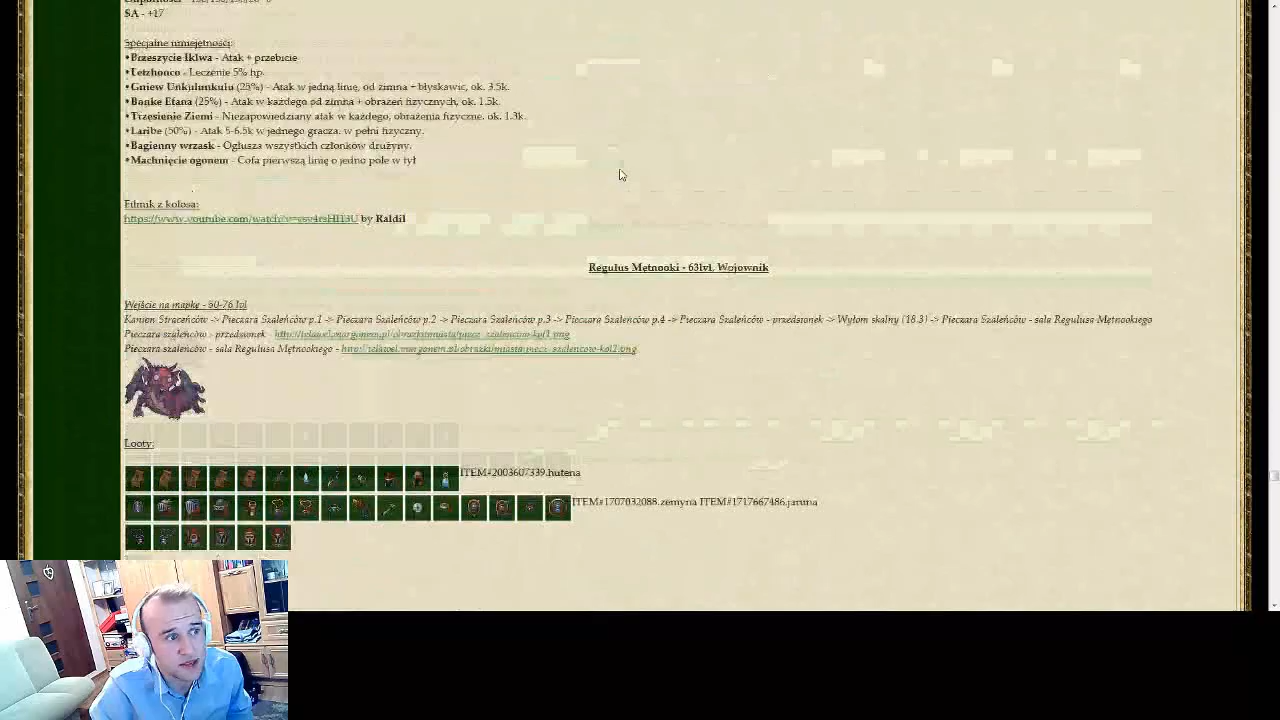 SA - +17
Specjalne umiejętności:
•Przeszycie Iklwa - Atak + przebicie
- Leczenie 5% hp.
•Gniew Unkulunkulu (25%) - Atak w jedną linię, od zimna + błyskawic, ok. 3.5k.
(25%) - Atak w każdego od zimna + obrażeń fizycznych, ok. 1.5k.
•Trzęsienie Ziemi - Niezapowiedziany atak w każdego, obrażenia fizyczne. ok. 1.3k.
•Laribe (50%) - Atak 5-6.5k w jednego gracza. w pełni fizyczny.
•Bagienny wrzask - Ogłusza wszystkich członków drużyny.
•Machnięcie ogonem - Cofa pierwszą linię o jedno pole w tył
Filmik z kolosa:
by Raldil
Regulus Mętnooki - 63lvl, Wojownik
Wejście na mapkę - 60-76 lvl
Kanion Straceńców -> Pieczara Szaleńców p.1 -> Pieczara Szaleńców p.2 -> Pieczara Szaleńców p.3 -> Pieczara Szaleńców p.4 -> Pieczara Szaleńców - przedsionek -> Wyłom skalny (18.3) -> Pieczara Szaleńców - sala Regulusa Mętnookiego
Pieczara szaleńców - przedsionek -
Pieczara szaleńców - sala Regulusa Mętnookiego -
Looty:
ITEM#2003607339.hutena
ITEM#1707032088.zemyna ITEM#1717667486.jaruna